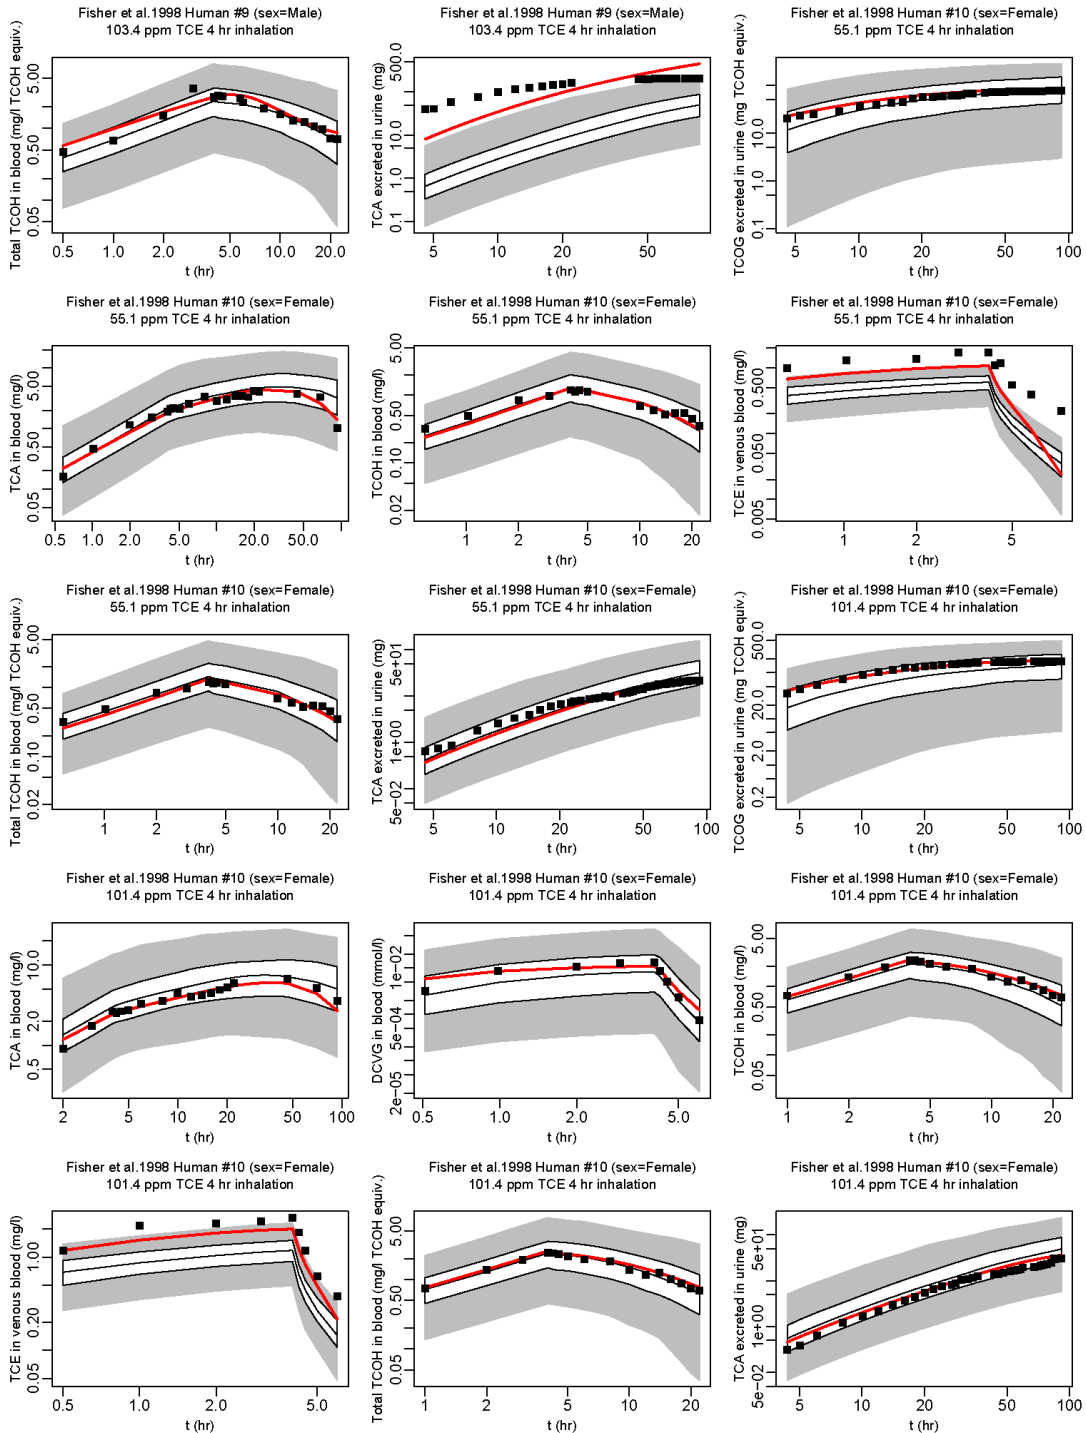 Fisher et al.1998 Human #9 (sex=Male)
103.4 ppm TCE 4 hr inhalation
Total TCOH in blood (mg/l TCOH equiv.)
5.00
0.50
0.05
0.5 1.0 2.0 5.0 10.0 20.0
t (hr)
Fisher et al.1998 Human #9 (sex=Male)
103.4 ppm TCE 4 hr inhalation
TCA excreted in urine (mg)
500.0
10.0
1.0
0.1
5 10 20 50
t (hr)
Fisher et al.1998 Human #10 (sex=Female)
55.1 ppm TCE 4 hr inhalation
TCOG excreted in urine (mg TCOH equiv.)
10.0
1.0
0.1
5 10 20 50 100
t (hr)
Fisher et al.1998 Human #10 (sex=Female)
55.1 ppm TCE 4 hr inhalation
TCA in blood (mg/l)
5.00
0.50
0.05
0.5 1.0 2.0 5.0 20.0 50.0
t (hr)
Fisher et al.1998 Human #10 (sex=Female)
55.1 ppm TCE 4 hr inhalation
TCOH in blood (mg/l)
5.00
0.50
0.10
0.02
1 2 5 10 20
t (hr)
Fisher et al.1998 Human #10 (sex=Female)
55.1 ppm TCE 4 hr inhalation
TCE in venous blood (mg/l)
0.500
0.050
0.005
1 2 5
t (hr)
Fisher et al.1998 Human #10 (sex=Female)
55.1 ppm TCE 4 hr inhalation
Total TCOH in blood (mg/l TCOH equiv.)
5.00
0.50
0.10
0.02
1 2 5 10 20
t (hr)
Fisher et al.1998 Human #10 (sex=Female)
55.1 ppm TCE 4 hr inhalation
TCA excreted in urine (mg)
5e+01
1e+00
5e−02
5 10 20 50 100
t (hr)
Fisher et al.1998 Human #10 (sex=Female)
101.4 ppm TCE 4 hr inhalation
TCOG excreted in urine (mg TCOH equiv.)
500.0
20.0
2.0
0.2
5 10 20 50 100
t (hr)
Fisher et al.1998 Human #10 (sex=Female)
101.4 ppm TCE 4 hr inhalation
TCA in blood (mg/l)
10.0
2.0
0.5
2 5 10 20 50 100
t (hr)
Fisher et al.1998 Human #10 (sex=Female)
101.4 ppm TCE 4 hr inhalation
DCVG in blood (mmol/l)
1e−02
5e−04
2e−05
0.5 1.0 2.0 5.0
t (hr)
Fisher et al.1998 Human #10 (sex=Female)
101.4 ppm TCE 4 hr inhalation
TCOH in blood (mg/l)
5.00
0.50
0.05
1 2 5 10 20
t (hr)
Fisher et al.1998 Human #10 (sex=Female)
101.4 ppm TCE 4 hr inhalation
TCE in venous blood (mg/l)
1.00
0.20
0.05
0.5 1.0 2.0 5.0
t (hr)
Fisher et al.1998 Human #10 (sex=Female)
101.4 ppm TCE 4 hr inhalation
Total TCOH in blood (mg/l TCOH equiv.)
5.00
0.50
0.05
1 2 5 10 20
t (hr)
Fisher et al.1998 Human #10 (sex=Female)
101.4 ppm TCE 4 hr inhalation
TCA excreted in urine (mg)
5e+01
1e+00
5e−02
5 10 20 50 100
t (hr)